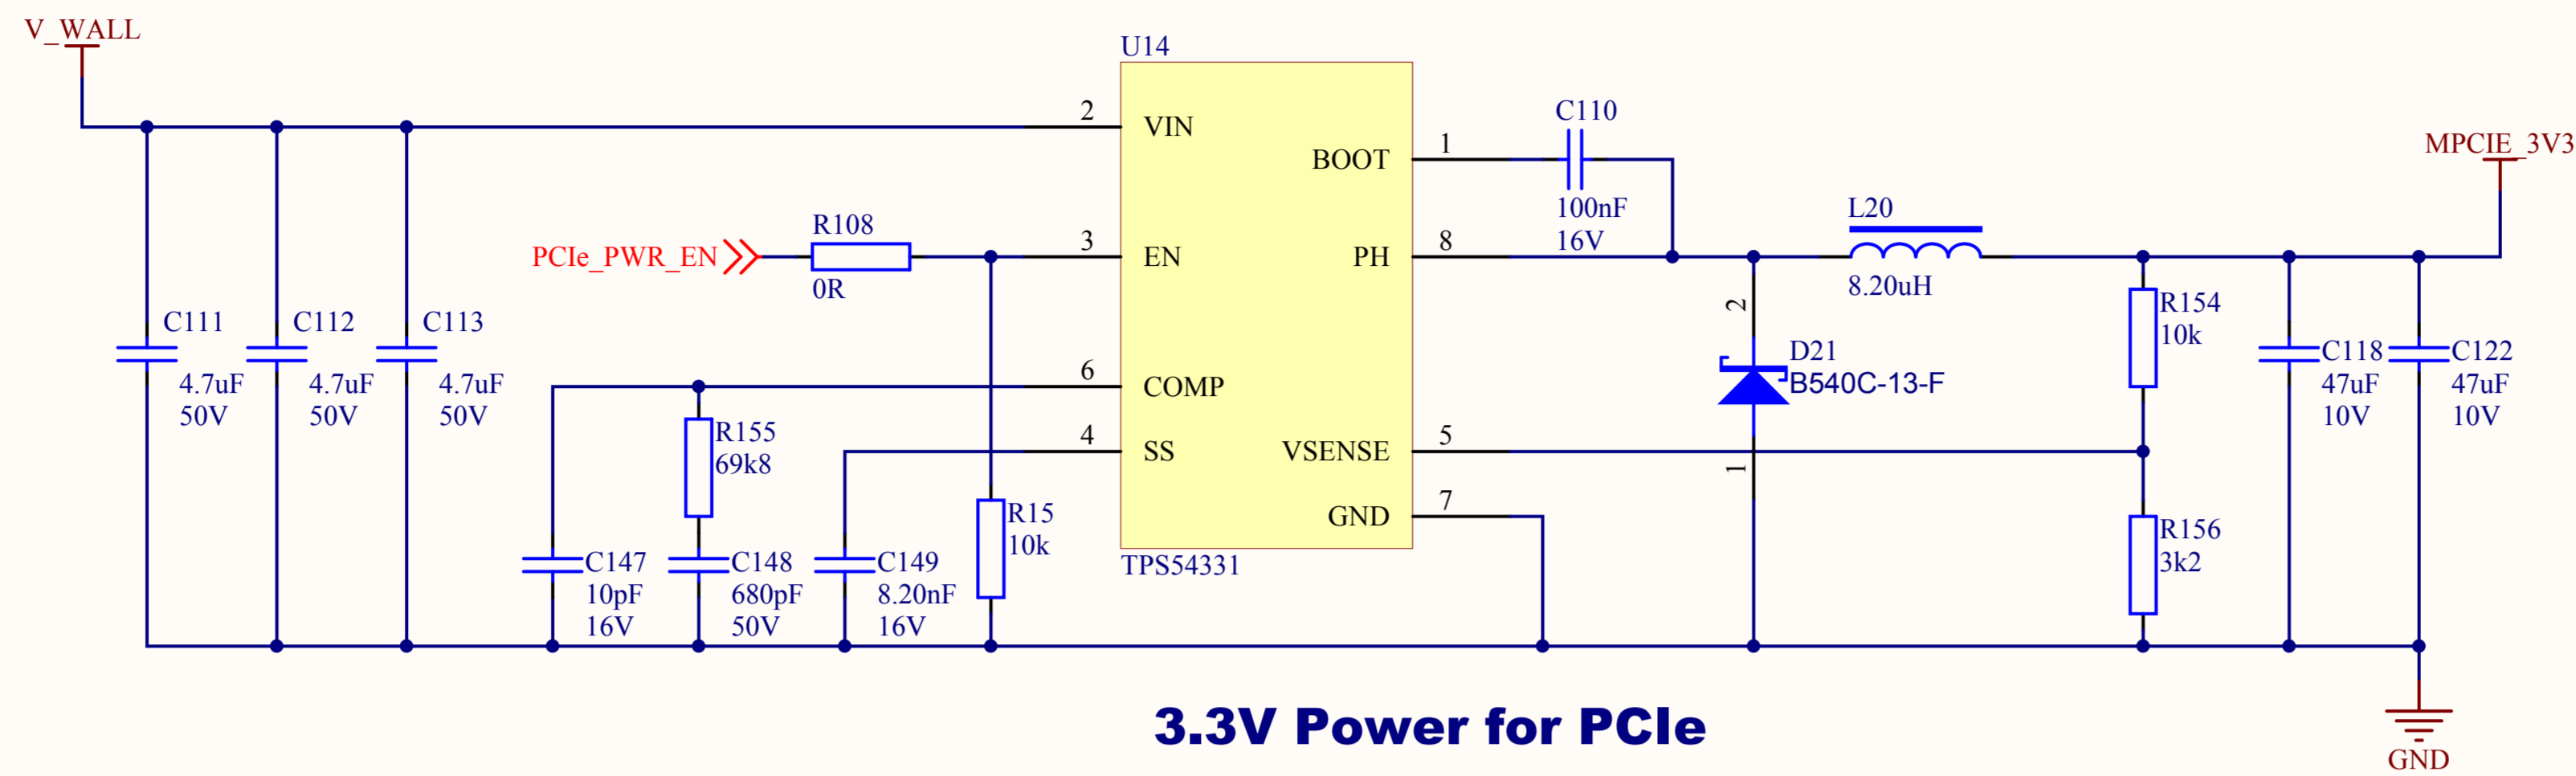 V_WALL
U14
2
VIN
C110
1
BOOT
MPCIE_3V3
100nF
16V
R108
L20
PCIe_PWR_EN
3
EN
8
PH
0R
8.20uH
2
R154
10k
C111
C112
C113
4.7uF
50V
4.7uF
50V
4.7uF
50V
6
COMP
D21
B540C-13-F
C118
47uF
10V
C122
47uF
10V
R155
69k8
4
SS
VSENSE
5
1
GND
7
R15
10k
R156
3k2
C147
10pF
16V
C148
680pF
50V
C149
8.20nF
16V
TPS54331
3.3V Power for PCIe
GND